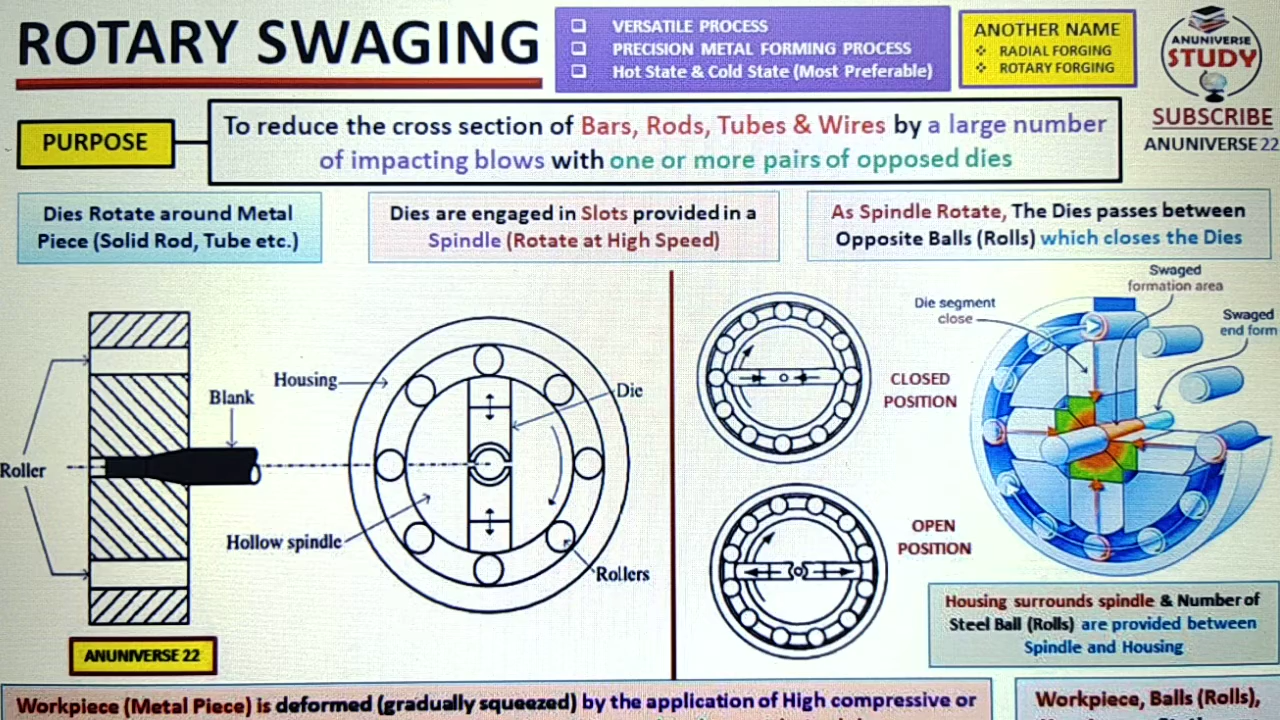 ROTARY SWAGING
VERSATILE PROCESS
PRECISION METAL FORMING PROCESS
Hot State & Cold State (Most Preferable)
ANOTHER NAME
RADIAL FORGING
ROTARY FORGING
ANUNIVERSE
STUDY
SUBSCRIBE
ANUNIVERSE 22
PURPOSE
To reduce the cross section of Bars, Rods, Tubes & Wires by a large number
of impacting blows with one or more pairs of opposed dies
Dies Rotate around Metal
Piece (Solid Rod, Tube etc.)
Dies are engaged in Slots provided in a
Spindle (Rotate at High Speed)
As Spindle Rotate, The Dies passes between
Opposite Balls (Rolls) which closes the Dies
Roller
Blank
Housing
Die
Hollow spindle
Rollers
ANUNIVERSE 22
CLOSED
POSITION
OPEN
POSITION
Swaged
formation area
Die segment
close
Swaged
end form
Housing surrounds spindle & Number of
Steel Ball (Rolls) are provided between
Spindle and Housing
Workpiece (Metal Piece) is deformed (gradually squeezed) by the application of High compressive or
Workpiece, Balls (Rolls),